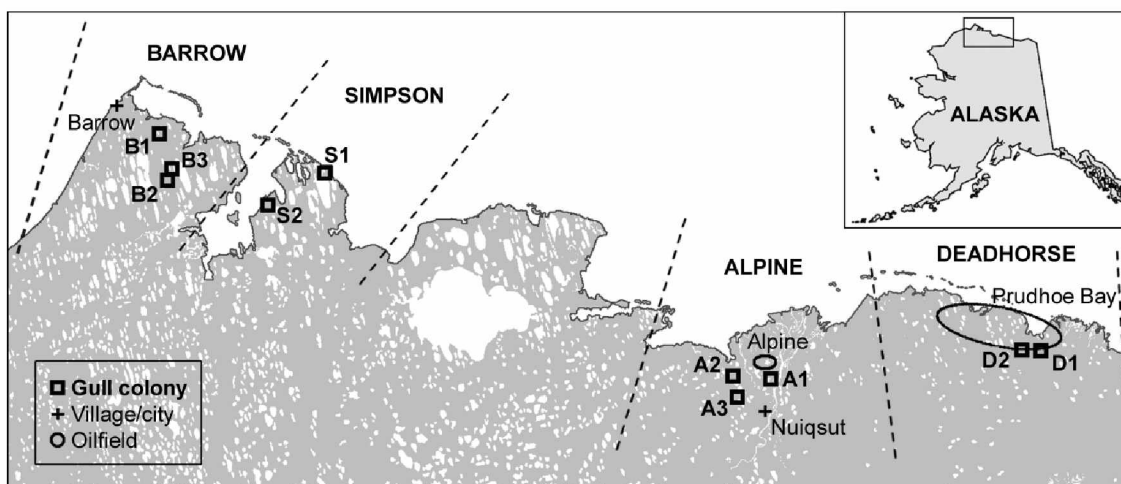 BARROW
SIMPSON
ALASKA
Barrow
B1
B3
B2
S1
S2
ALPINE
DEADHORSE
Prudhoe Bay
Alpine
A2
A1
A3
D2
D1
Nuiqsut
Gull colony
Village/city
Oilfield